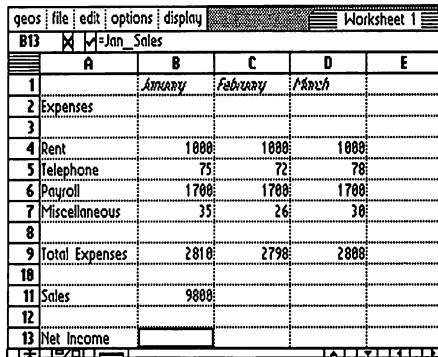 geos file edit options display Worksheet 1
B13 =Jan_Sales
A B C D E
1 January February March
2 Expenses
3
4 Rent 1000 1000 1000
5 Telephone 75 72 78
6 Payroll 1700 1700 1700
7 Miscellaneous 35 26 30
8
9 Total Expenses 2810 2798 2808
10
11 Sales 9800
12
13 Net Income